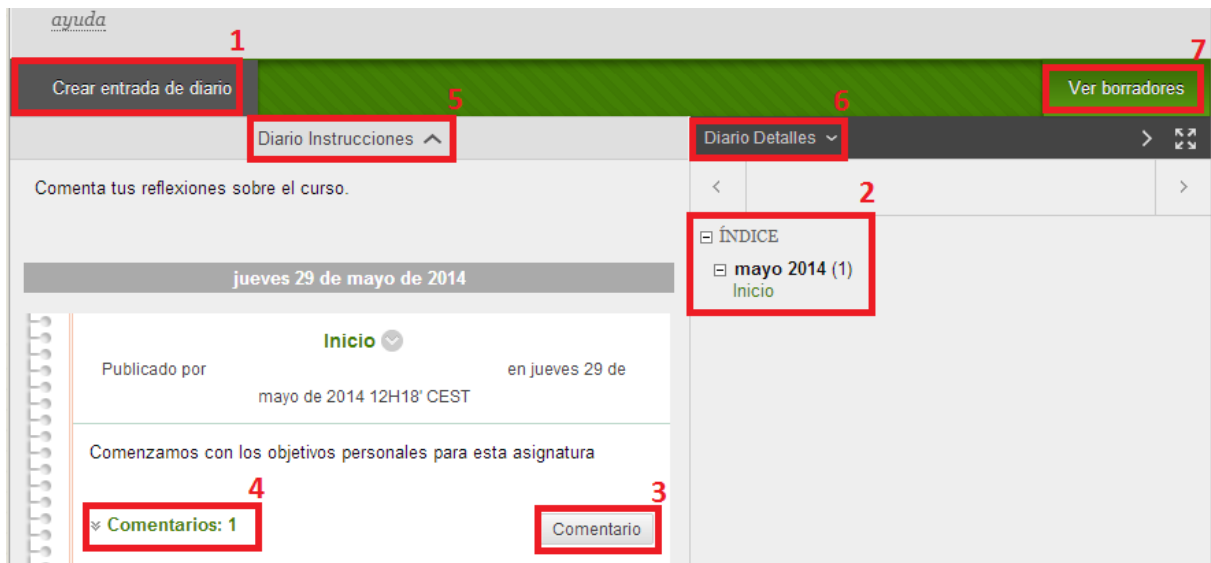 ayuda
1
7
Crear entrada de diario
Ver borradores
5
6
Diario Instrucciones
Diario Detalles
Comenta tus reflexiones sobre el curso.
2
ÍNDICE
mayo 2014 (1)
Inicio
jueves 29 de mayo de 2014
Inicio
Publicado por en jueves 29 de
mayo de 2014 12H18' CEST
Comenzamos con los objetivos personales para esta asignatura
4
3
Comentarios: 1
Comentario